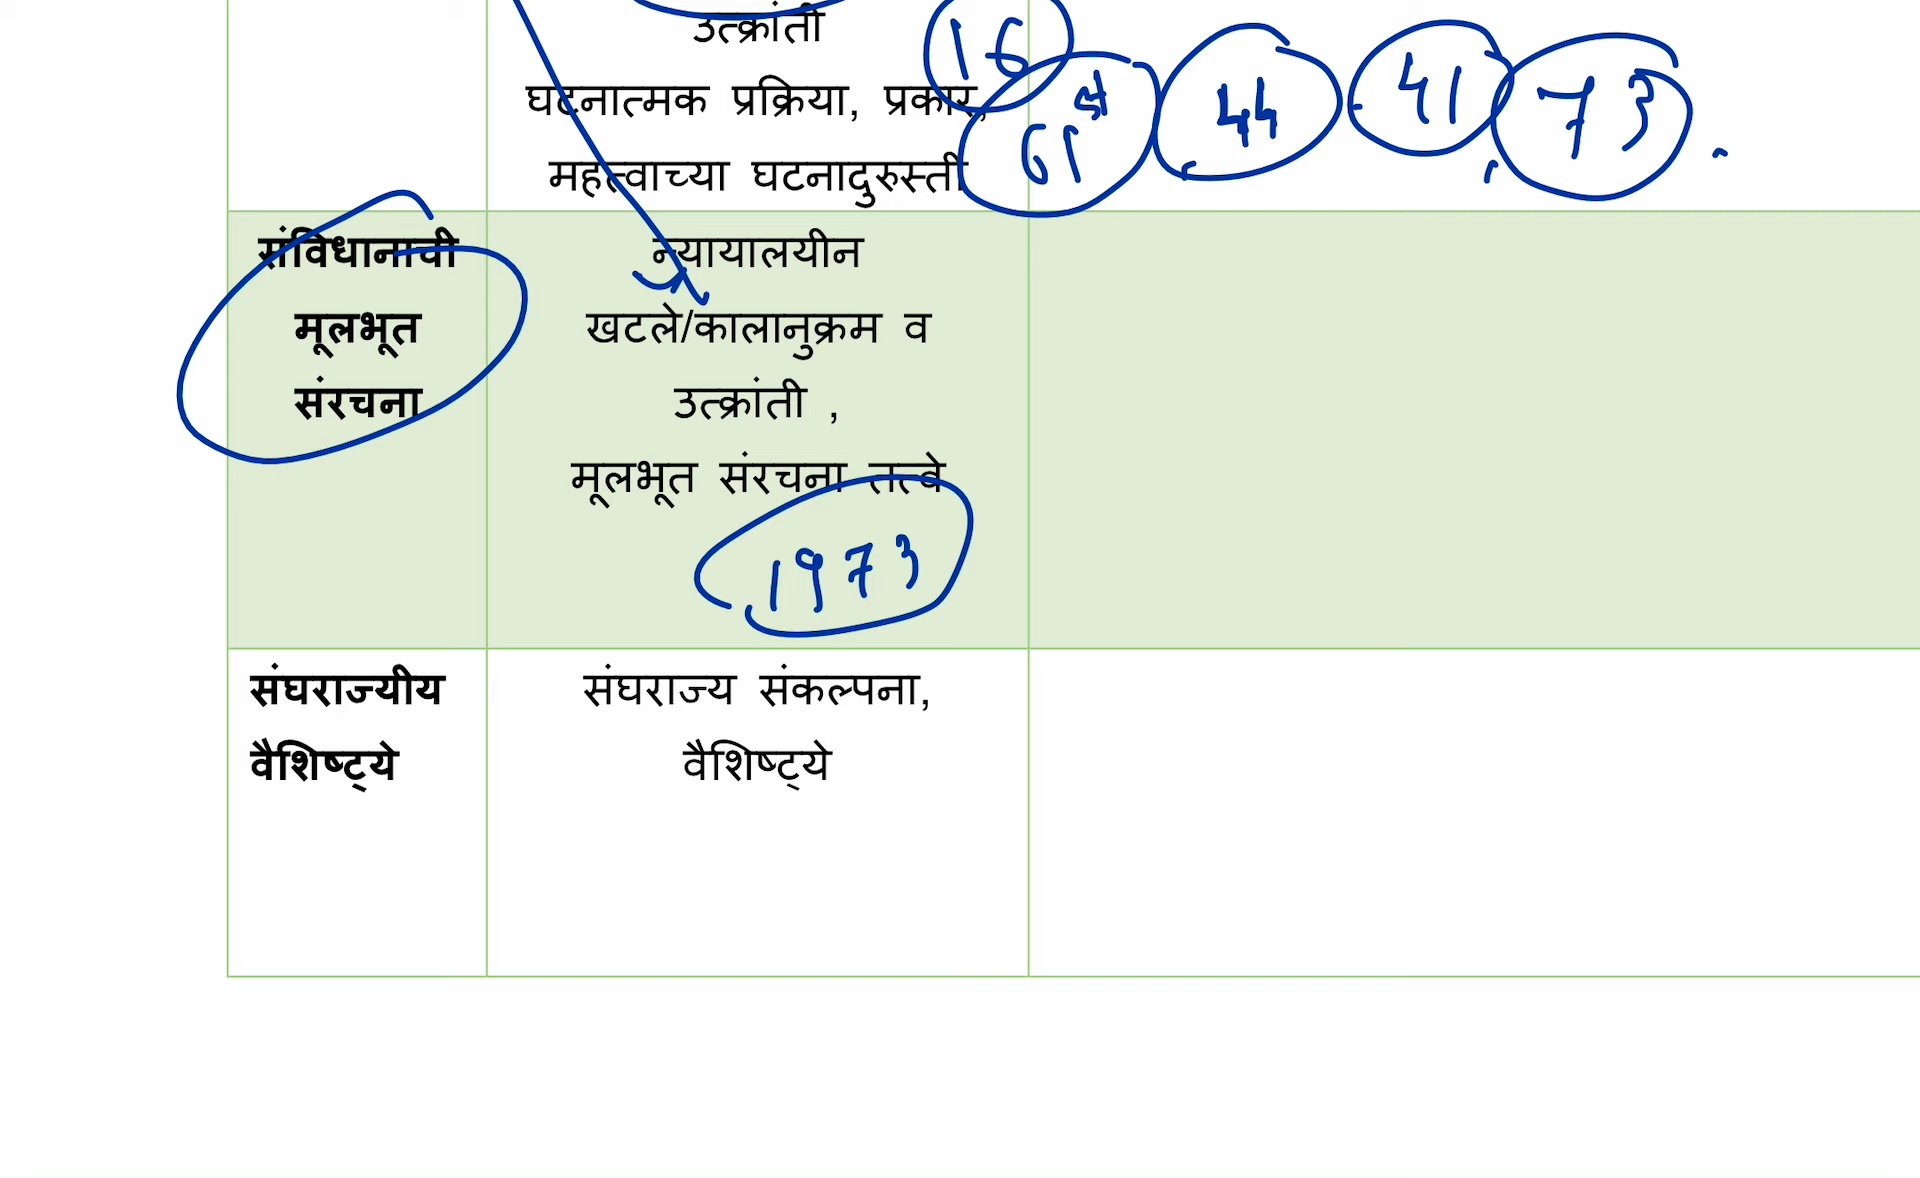 उत्क्रांती
16
घटनात्मक प्रक्रिया, प्रकार,
61st 44 41, 73
महत्त्वाच्या घटनादुरुस्ती
संविधानाची
मूलभूत
संरचना
न्यायालयीन
खटले/कालानुक्रम व
उत्क्रांती ,
मूलभूत संरचना तत्त्वे
1973
संघराज्यीय
वैशिष्ट्ये
संघराज्य संकल्पना,
वैशिष्ट्ये